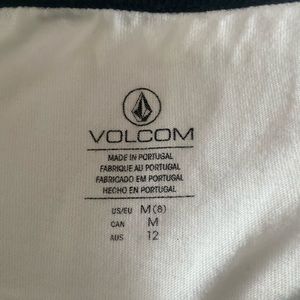 VOLCOM
MADE IN PORTUGAL
FABRIQUE AU PORTUGAL
FABRICADO EM PORTUGAL
HECHO EN PORTUGAL
US/EU M(8)
CAN M
AUS 12